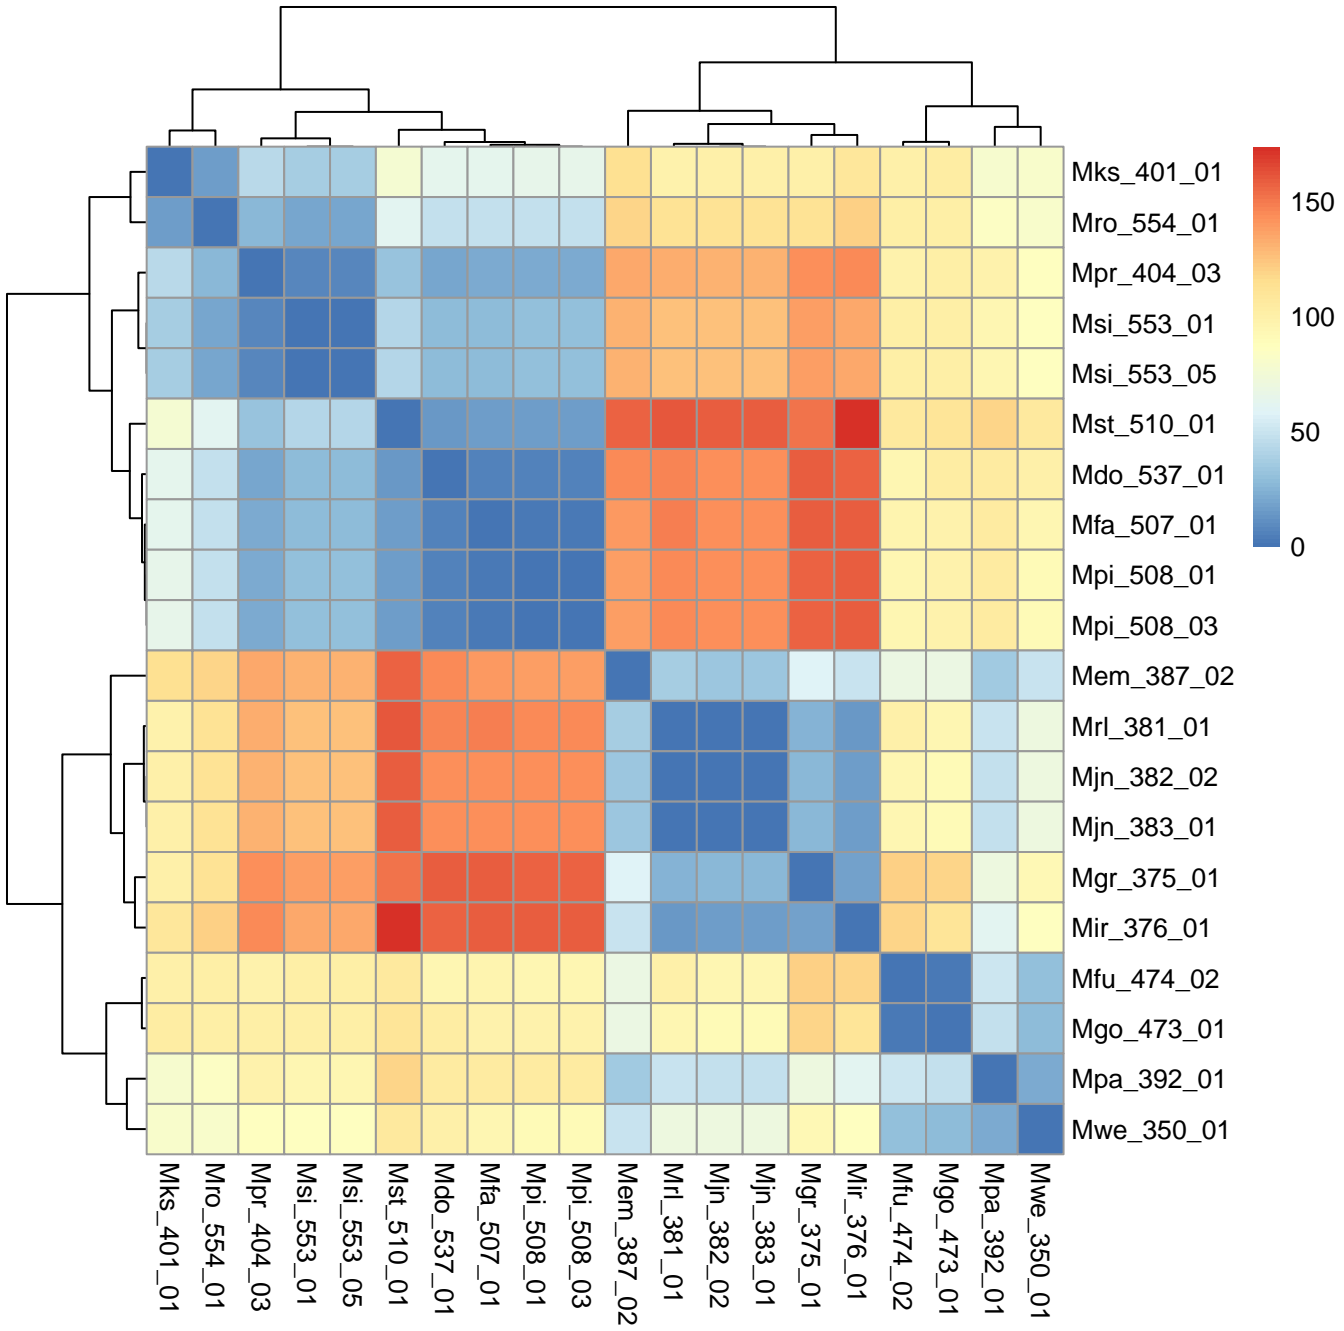 Mks_401_01
Mro_554_01
Mpr_404_03
Msi_553_01
Msi_553_05
Mst_510_01
Mdo_537_01
Mfa_507_01
Mpi_508_01
Mpi_508_03
Mem_387_02
Mrl_381_01
Mjn_382_02
Mjn_383_01
Mgr_375_01
Mir_376_01
Mfu_474_02
Mgo_473_01
Mpa_392_01
Mwe_350_01
150
100
50
0
Mks_401_01
Mro_554_01
Mpr_404_03
Msi_553_01
Msi_553_05
Mst_510_01
Mdo_537_01
Mfa_507_01
Mpi_508_01
Mpi_508_03
Mem_387_02
Mrl_381_01
Mjn_382_02
Mjn_383_01
Mgr_375_01
Mir_376_01
Mfu_474_02
Mgo_473_01
Mpa_392_01
Mwe_350_01